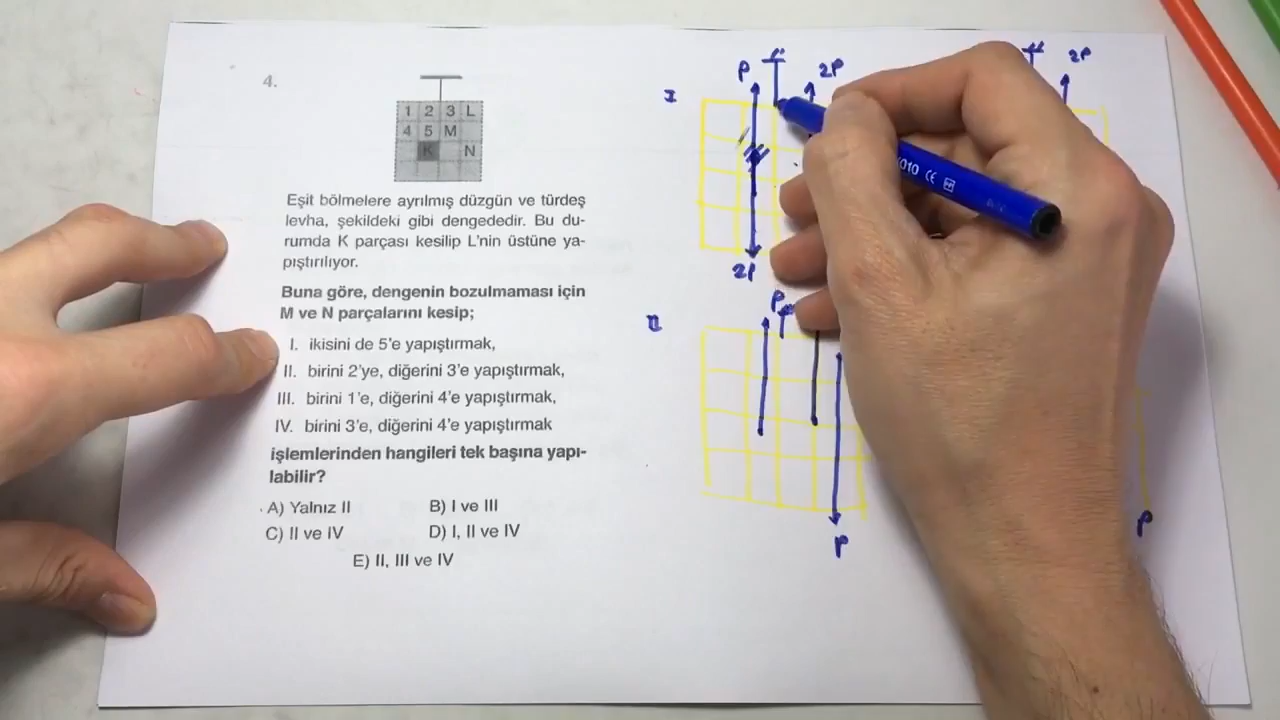 4.
1 2 3 L
4 5 M
K N
Eşit bölmelere ayrılmış düzgün ve türdeş
levha, şekildeki gibi dengededir. Bu du-
rumda K parçası kesilip L'nin üstüne ya-
pıştırılıyor.
Buna göre, dengenin bozulmaması için
M ve N parçalarını kesip;
I. ikisini de 5'e yapıştırmak,
II. birini 2'ye, diğerini 3'e yapıştırmak,
III. birini 1'e, diğerini 4'e yapıştırmak,
IV. birini 3'e, diğerini 4'e yapıştırmak
işlemlerinden hangileri tek başına yapı-
labilir?
A) Yalnız II
B) I ve III
C) II ve IV
D) I, II ve IV
E) II, III ve IV
I
P
2P
2P
2P
II
P
P
P
010 CE